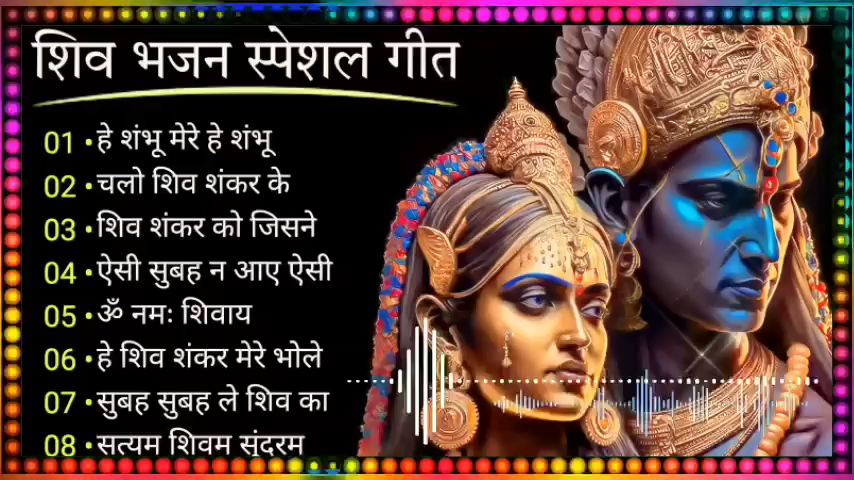 शिव भजन स्पेशल गीत
01 • हे शंभू मेरे हे शंभू
02 • चलो शिव शंकर के
03 • शिव शंकर को जिसने
04 • ऐसी सुबह न आए ऐसी
05 • ॐ नमः शिवाय
06 • हे शिव शंकर मेरे भोले
07 • सुबह सुबह ले शिव का
08 • सत्यम शिवम सुंदरम